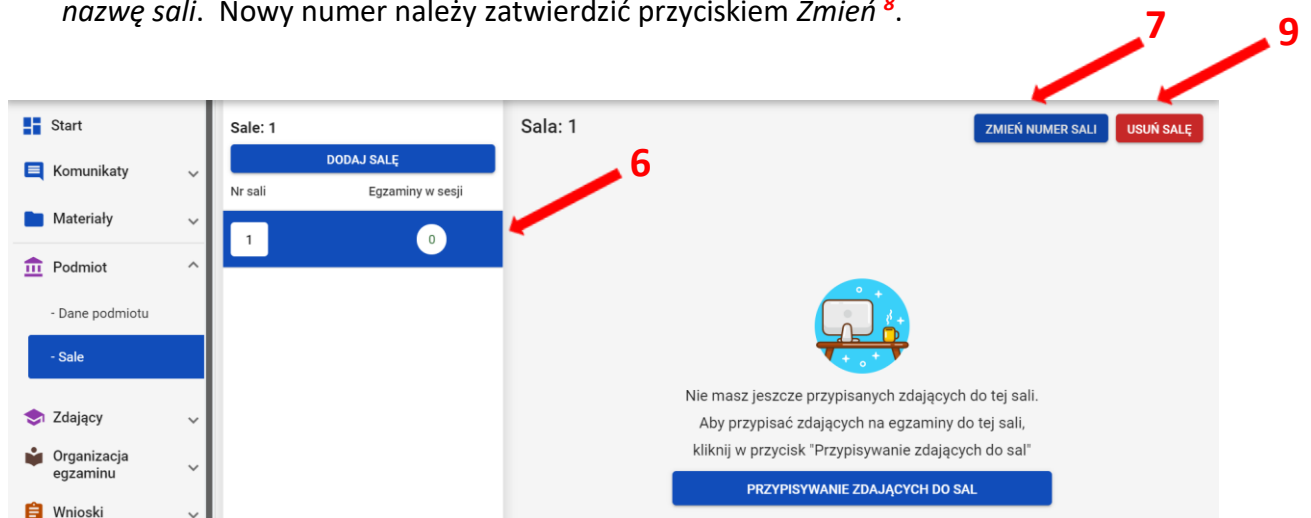 nazwę sali. Nowy numer należy zatwierdzić przyciskiem Zmień 8.
7
9
Start
Komunikaty
Materiały
Podmiot
- Dane podmiotu
- Sale
Zdający
Organizacja
egzaminu
Wnioski
Sale: 1
DODAJ SALĘ
Nr sali Egzaminy w sesji
1 0
6
Sala: 1
ZMIEŃ NUMER SALI USUŃ SALĘ
Nie masz jeszcze przypisanych zdających do tej sali.
Aby przypisać zdających na egzaminy do tej sali,
kliknij w przycisk "Przypisywanie zdających do sal"
PRZYPISYWANIE ZDAJĄCYCH DO SAL